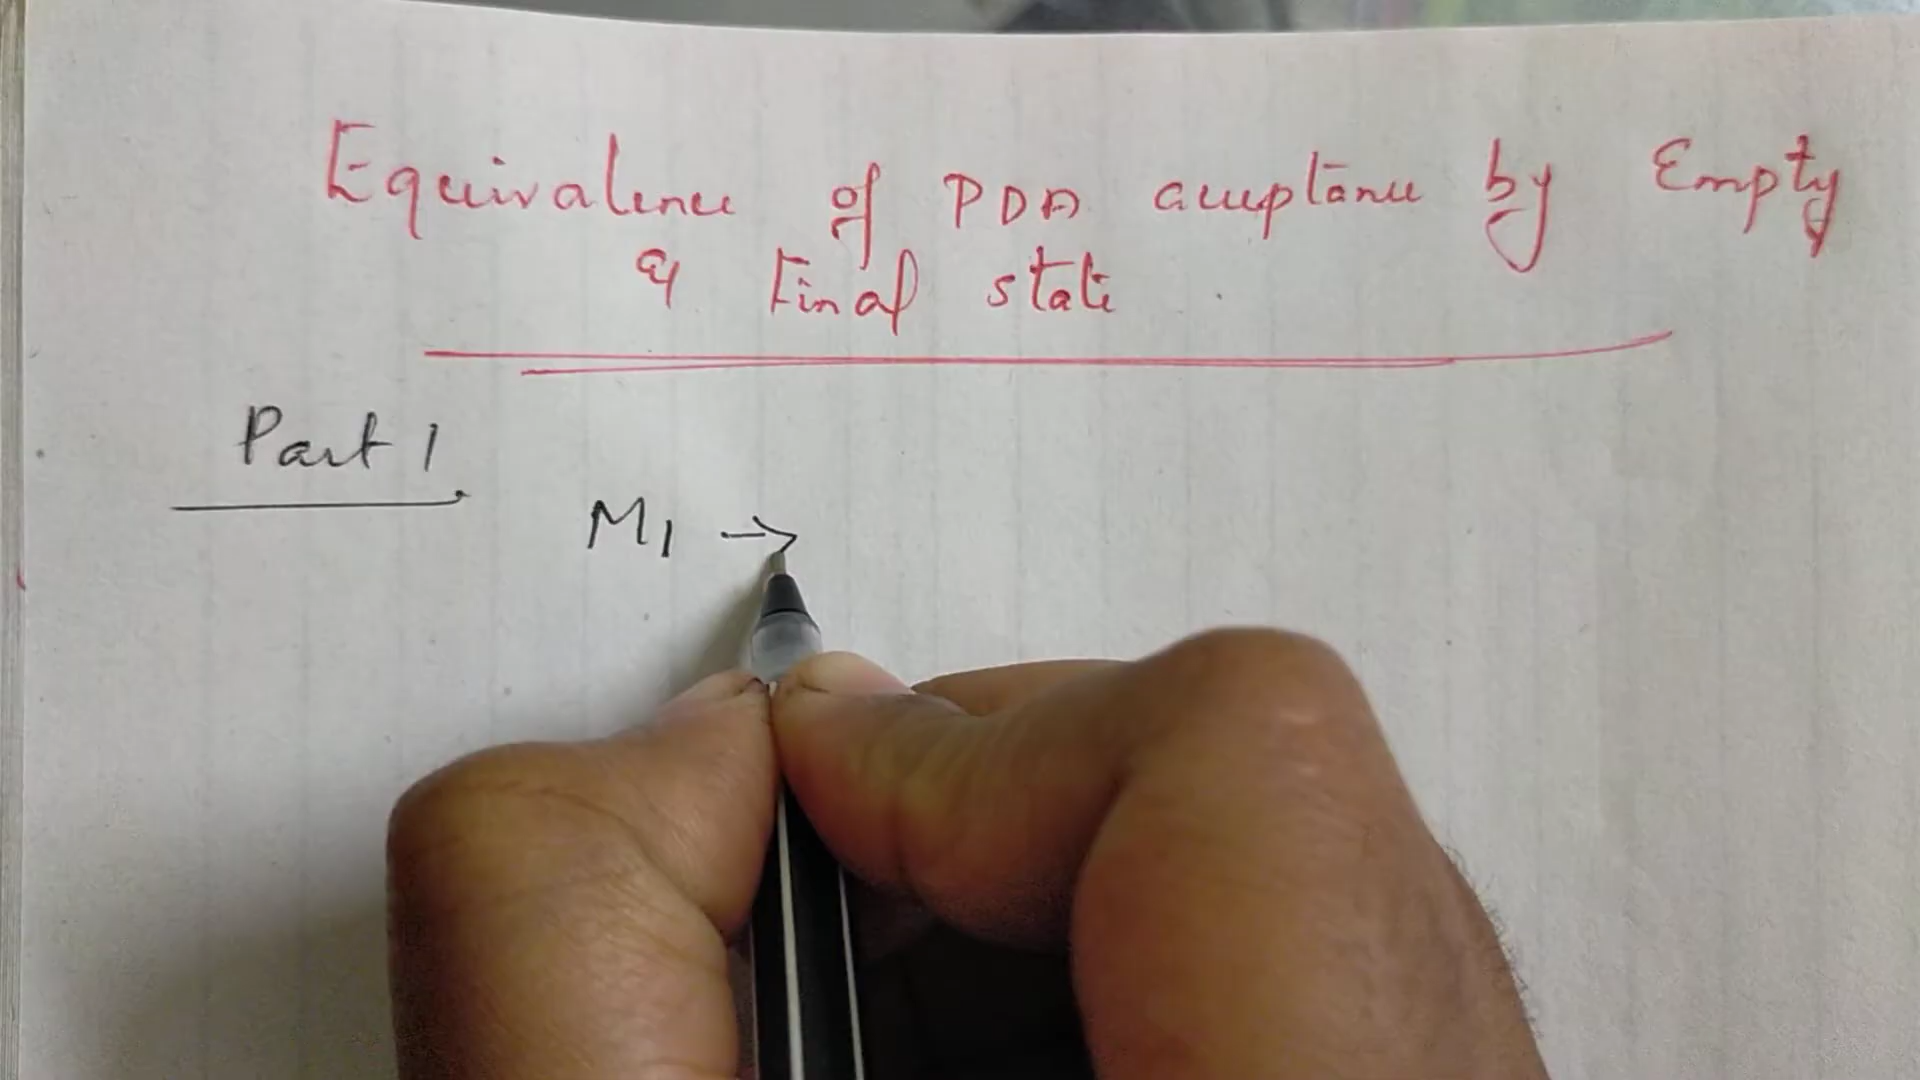 Equivalence of PDA acceptance by Empty
& Final state
Part 1
M1 →